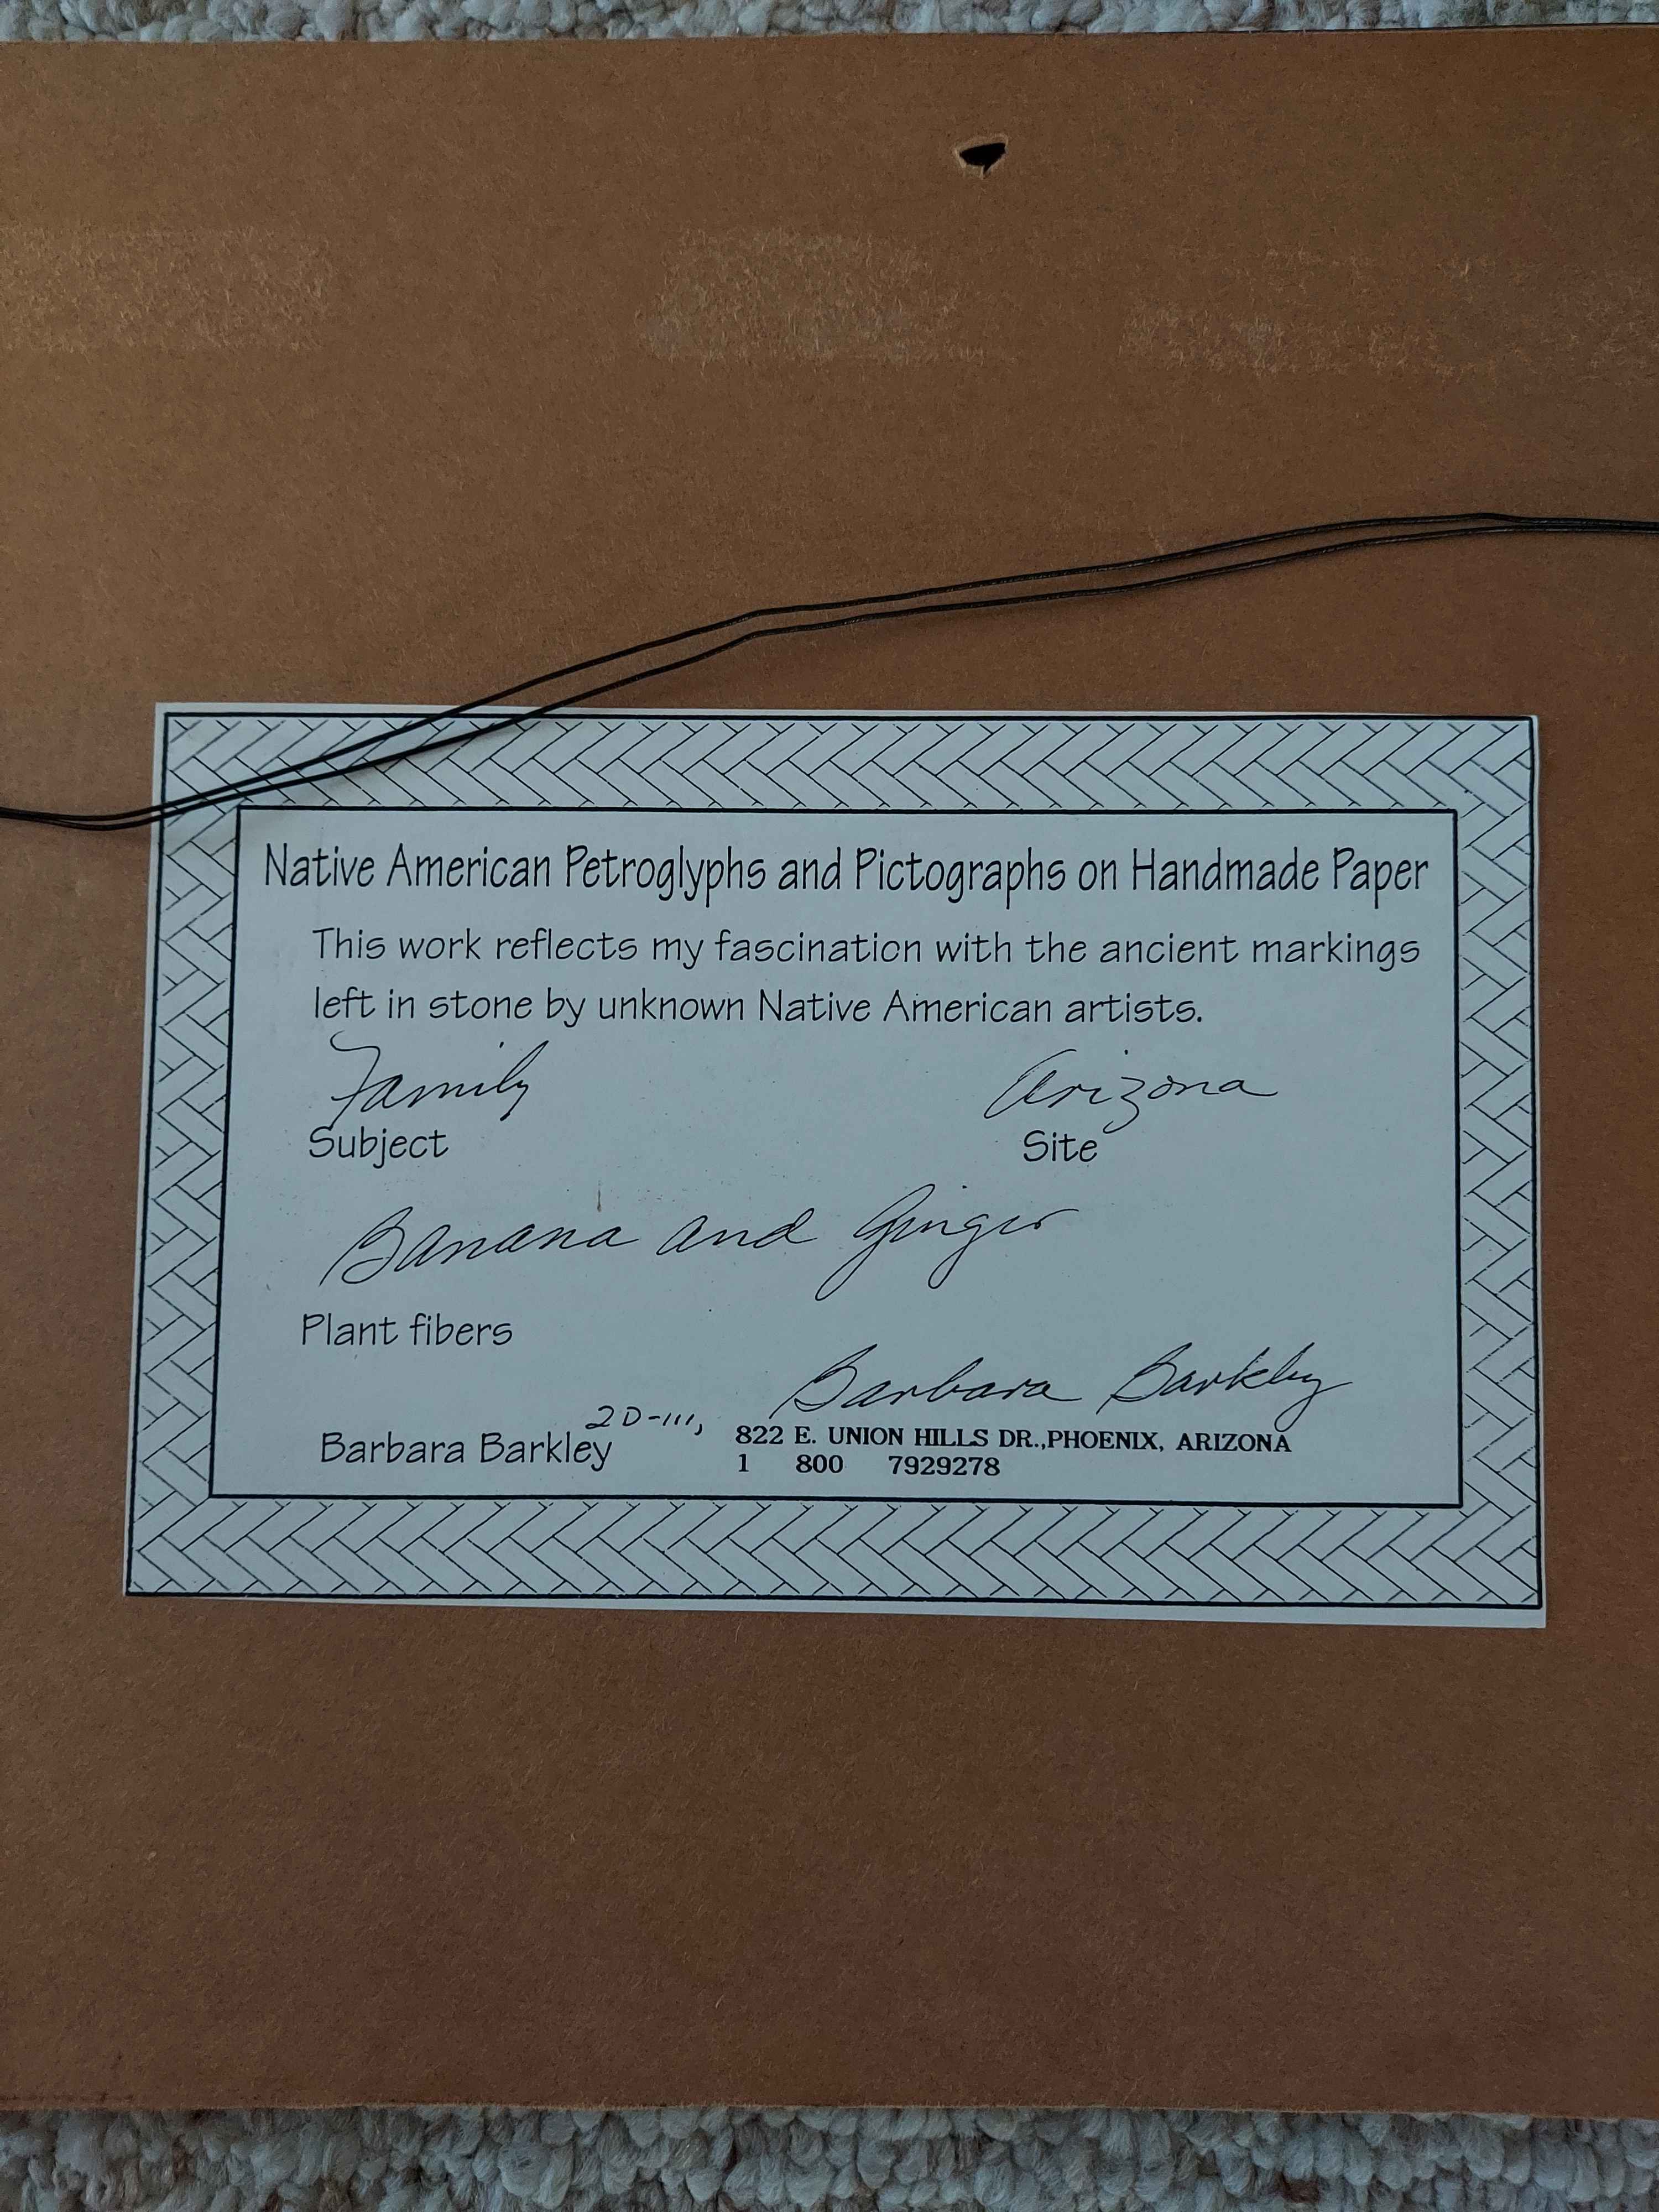 Native American Petroglyphs and Pictographs on Handmade Paper
This work reflects my fascination with the ancient markings
left in stone by unknown Native American artists.
Family Arizona
Subject Site
Banana and Ginger
Plant fibers
Barbara Barkley
2D-111,
Barbara Barkley 822 E. UNION HILLS DR.,PHOENIX, ARIZONA
1 800 7929278